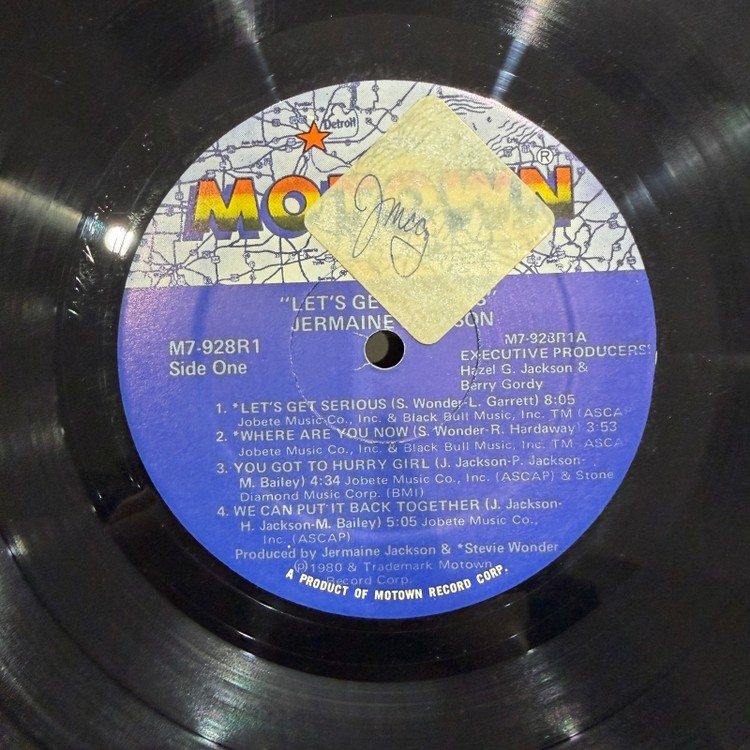 Detroit
MOTOWN®
"LET'S GE
JERMAINE SON
M7-928R1
Side One
M7-928R1A
EXECUTIVE PRODUCERS:
Hazel G. Jackson &
Berry Gordy
1. *LET'S GET SERIOUS (S. Wonder-L. Garrett) 8:05
Jobete Music Co., Inc. & Black Bull Music, Inc. TM (ASCAP
2. *WHERE ARE YOU NOW (S. Wonder-R. Hardaway) 3:53
Jobete Music Co., Inc. & Black Bull Music, Inc. TM ASCA
3. YOU GOT TO HURRY GIRL (J. Jackson-P. Jackson-
M. Bailey) 4:34 Jobete Music Co., Inc. (ASCAP) & Stone
Diamond Music Corp. (BMI)
4. WE CAN PUT IT BACK TOGETHER (J. Jackson-
H. Jackson-M. Bailey) 5:05 Jobete Music Co.,
Inc. (ASCAP)
Produced by Jermaine Jackson & *Stevie Wonder
Ⓟ1980 & Trademark Motown
Record Corp.
A PRODUCT OF MOTOWN RECORD CORP.